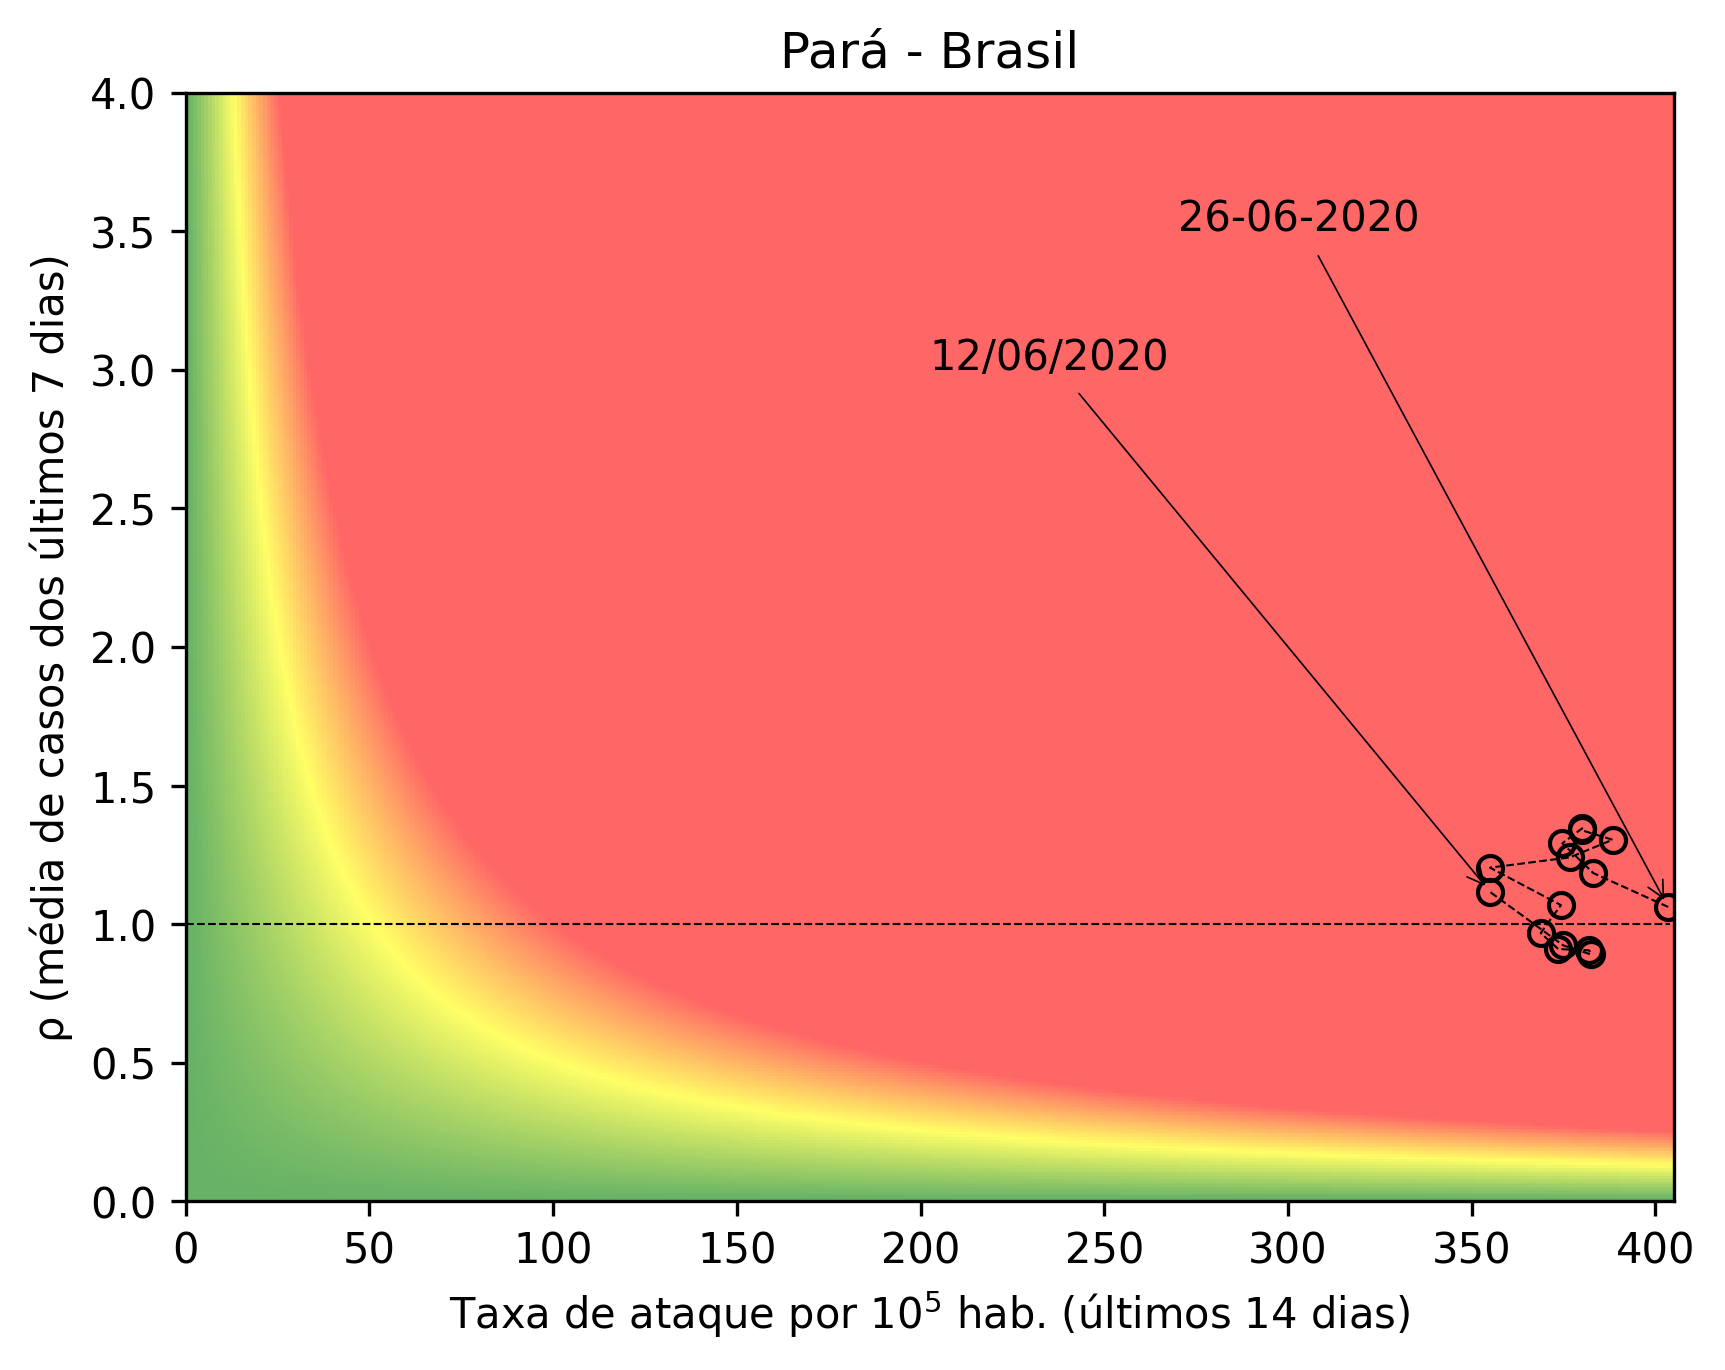 Pará - Brasil
ρ (média de casos dos últimos 7 dias)
4.0
3.5
3.0
2.5
2.0
1.5
1.0
0.5
0.0
26-06-2020
12/06/2020
0 50 100 150 200 250 300 350 400
Taxa de ataque por 10⁵ hab. (últimos 14 dias)